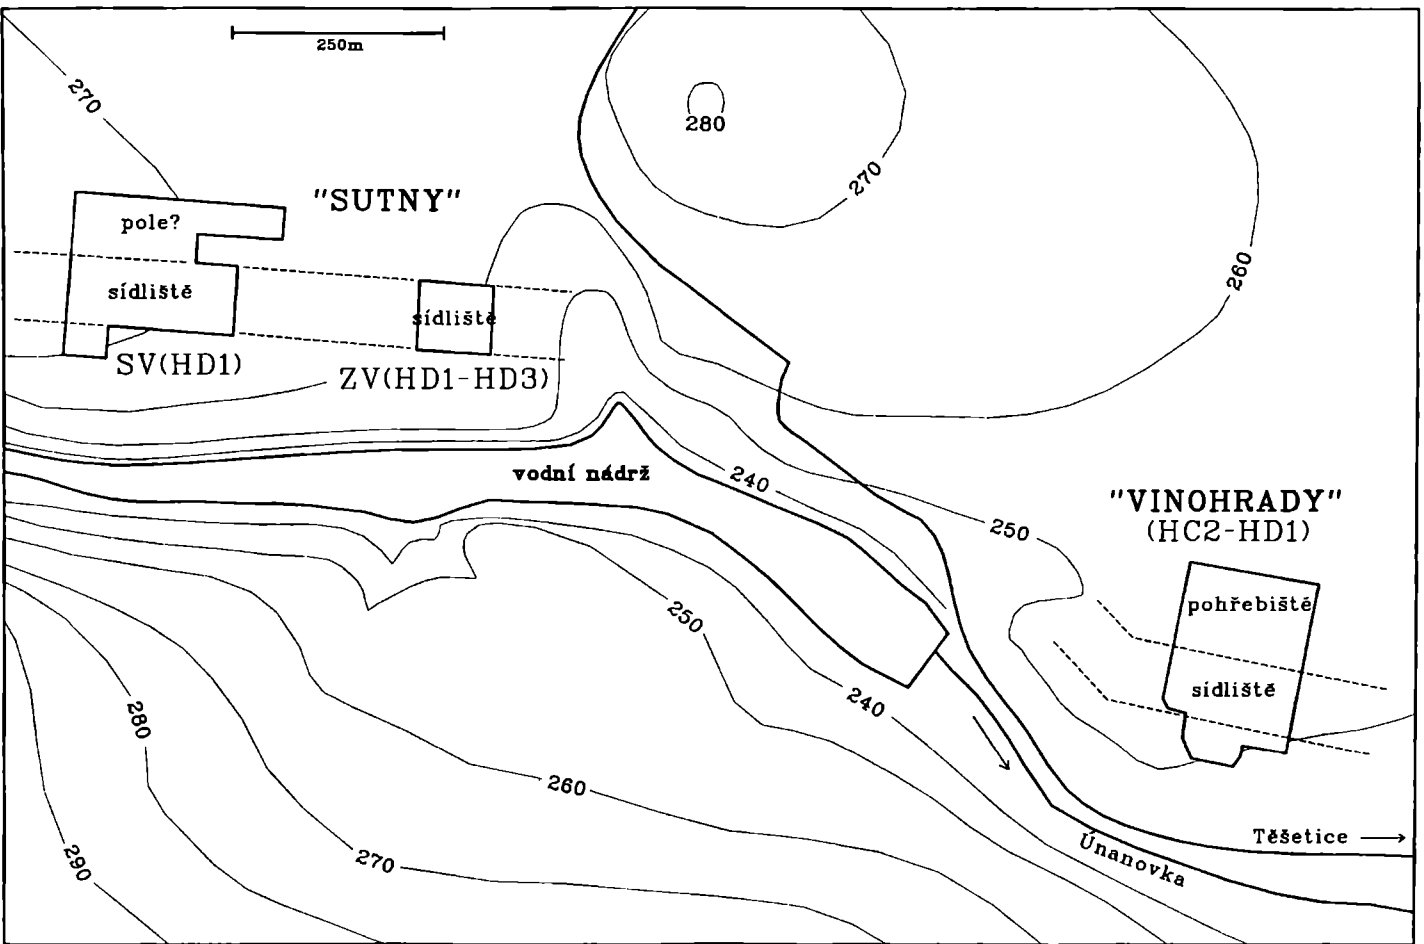 250m
270
280
"SUTNY"
270
pole?
260
sídliště
sídliště
SV(HD1)
ZV(HD1-HD3)
vodní nádrž
240
"VINOHRADY"
(HC2-HD1)
250
pohřebiště
250
sídliště
240
280
260
Těšetice
Únanovka
290
270